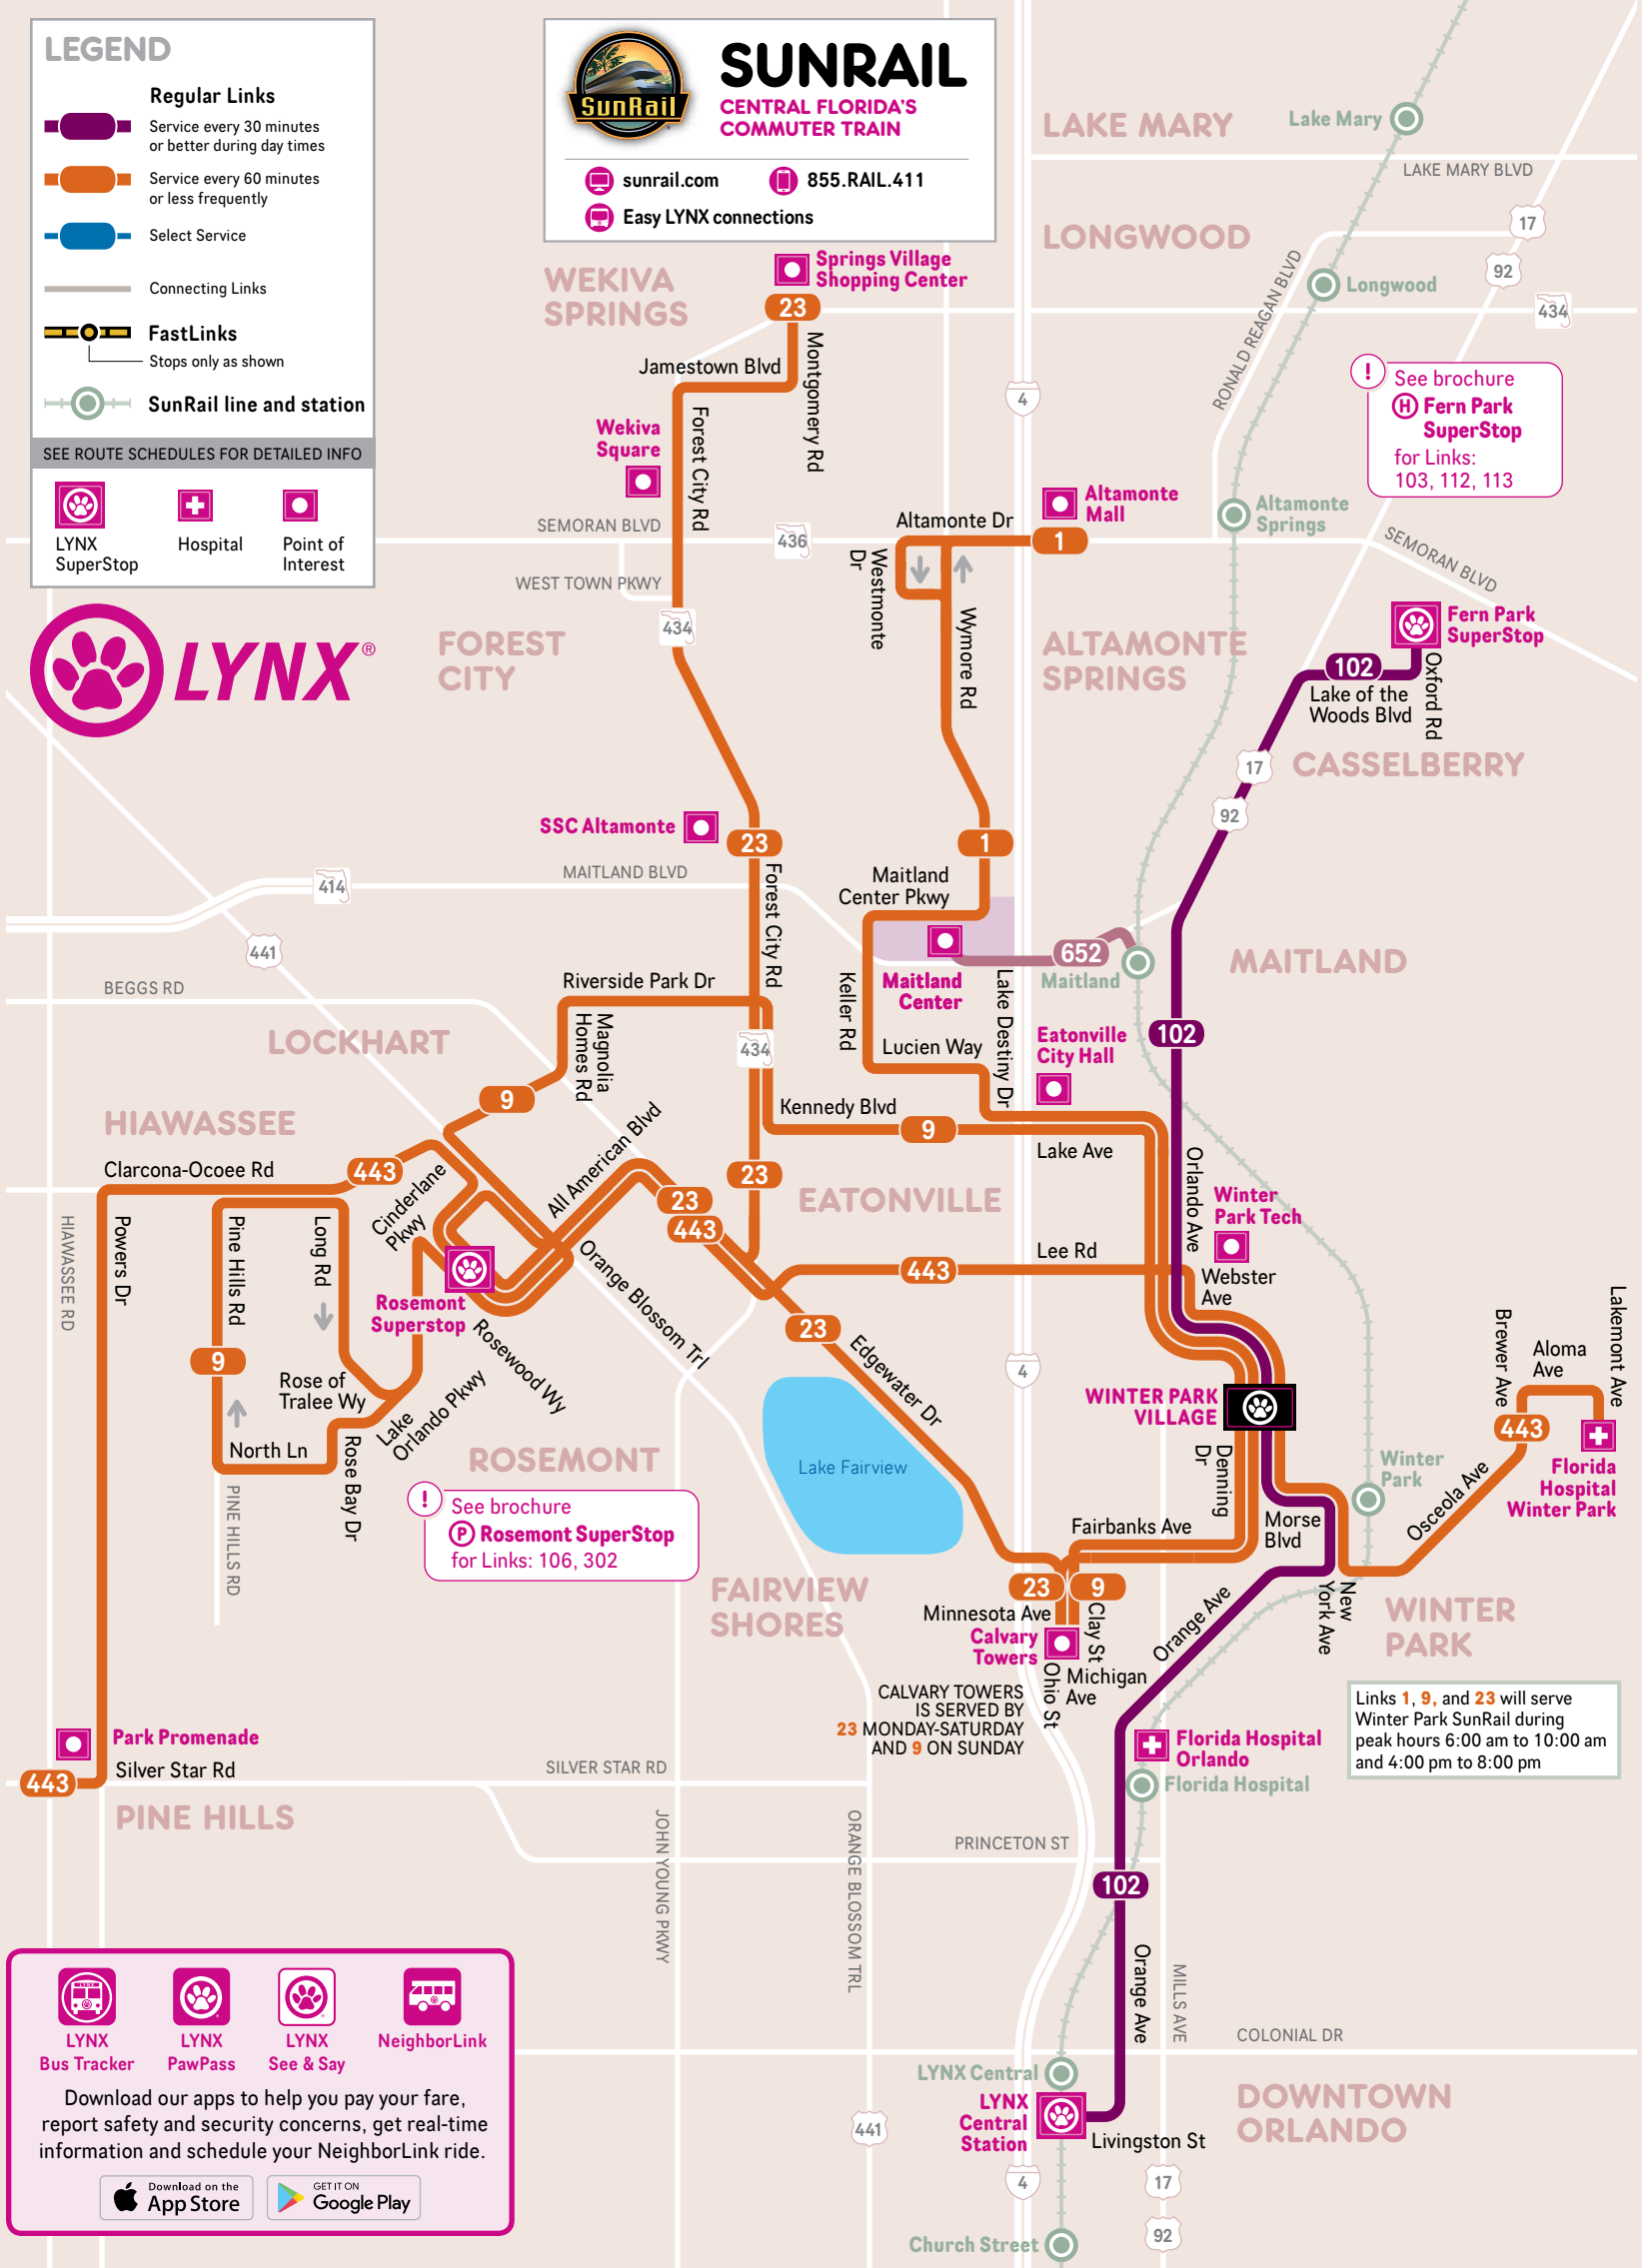 LEGEND
Regular Links
Service every 30 minutes
or better during day times
Service every 60 minutes
or less frequently
Select Service
Connecting Links
FastLinks
Stops only as shown
SunRail line and station
SEE ROUTE SCHEDULES FOR DETAILED INFO
LYNX
SuperStop
Hospital
Point of
Interest
LYNX®
SunRail
SUNRAIL
CENTRAL FLORIDA'S
COMMUTER TRAIN
sunrail.com
855.RAIL.411
Easy LYNX connections
LAKE MARY
Lake Mary
LAKE MARY BLVD
LONGWOOD
17
92
Longwood
434
RONALD REAGAN BLVD
WEKIVA
SPRINGS
Springs Village
Shopping Center
23
Montgomery Rd
Jamestown Blvd
Forest City Rd
Wekiva
Square
4
! See brochure
H Fern Park
SuperStop
for Links:
103, 112, 113
SEMORAN BLVD
436
WEST TOWN PKWY
434
Altamonte Dr
Altamonte
Mall
1
Westmonte
Dr
Wymore Rd
Altamonte
Springs
SEMORAN BLVD
FOREST
CITY
ALTAMONTE
SPRINGS
Fern Park
SuperStop
102
Lake of the
Woods Blvd
Oxford Rd
17
92
CASSELBERRY
SSC Altamonte
23
1
MAITLAND BLVD
414
441
Forest City Rd
Maitland
Center Pkwy
652
Maitland
Maitland
Center
MAITLAND
BEGGS RD
Riverside Park Dr
Magnolia
Homes Rd
LOCKHART
434
Keller Rd
Lucien Way
Lake Destiny Dr
Eatonville
City Hall
102
9
Kennedy Blvd
9
Lake Ave
HIAWASSEE
Clarcona-Ocoee Rd
443
Cinderlane
Pkwy
All American Blvd
23
23
443
EATONVILLE
Orlando Ave
Winter
Park Tech
Lee Rd
443
Webster
Ave
HIAWASSEE RD
Powers Dr
Pine Hills Rd
Long Rd
Rosemont
Superstop
Rosewood Wy
Orange Blossom Trl
23
Edgewater Dr
9
Rose of
Tralee Wy
Lake
Orlando Pkwy
North Ln
Rose Bay Dr
PINE HILLS RD
ROSEMONT
! See brochure
P Rosemont SuperStop
for Links: 106, 302
Lake Fairview
4
WINTER PARK
VILLAGE
Denning
Dr
Brewer Ave
Aloma
Ave
Lakemont Ave
443
Florida
Hospital
Winter Park
Winter
Park
Osceola Ave
Morse
Blvd
Fairbanks Ave
New
York Ave
FAIRVIEW
SHORES
23
9
Minnesota Ave
Clay St
Calvary
Towers
Ohio St
Michigan
Ave
Orange Ave
WINTER
PARK
CALVARY TOWERS
IS SERVED BY
23 MONDAY-SATURDAY
AND 9 ON SUNDAY
Links 1, 9, and 23 will serve
Winter Park SunRail during
peak hours 6:00 am to 10:00 am
and 4:00 pm to 8:00 pm
Park Promenade
Silver Star Rd
443
PINE HILLS
SILVER STAR RD
Florida Hospital
Orlando
Florida Hospital
JOHN YOUNG PKWY
ORANGE BLOSSOM TRL
PRINCETON ST
102
Orange Ave
MILLS AVE
COLONIAL DR
LYNX Central
LYNX
Central
Station
Livingston St
DOWNTOWN
ORLANDO
441
4
17
92
Church Street
LYNX
LYNX
Bus Tracker
LYNX
PawPass
LYNX
See & Say
NeighborLink
Download our apps to help you pay your fare,
report safety and security concerns, get real-time
information and schedule your NeighborLink ride.
Download on the
App Store
GET IT ON
Google Play